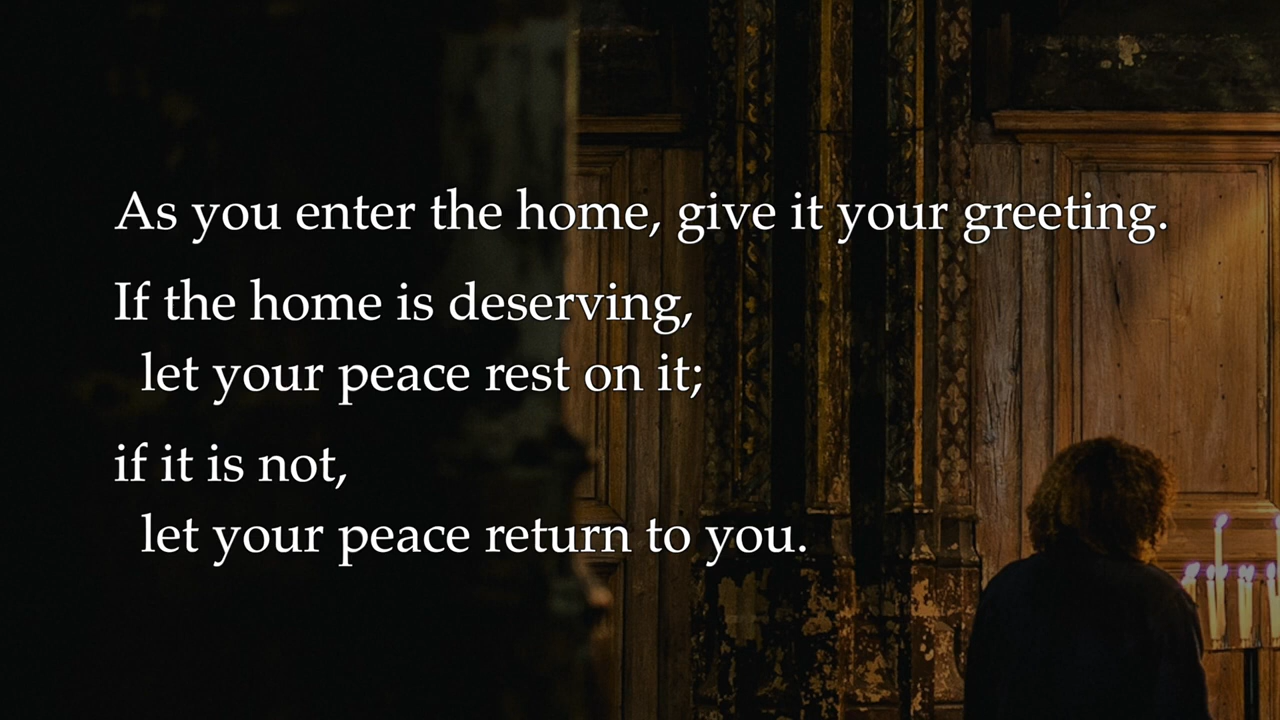 As you enter the home, give it your greeting.
If the home is deserving,
let your peace rest on it;
if it is not,
let your peace return to you.